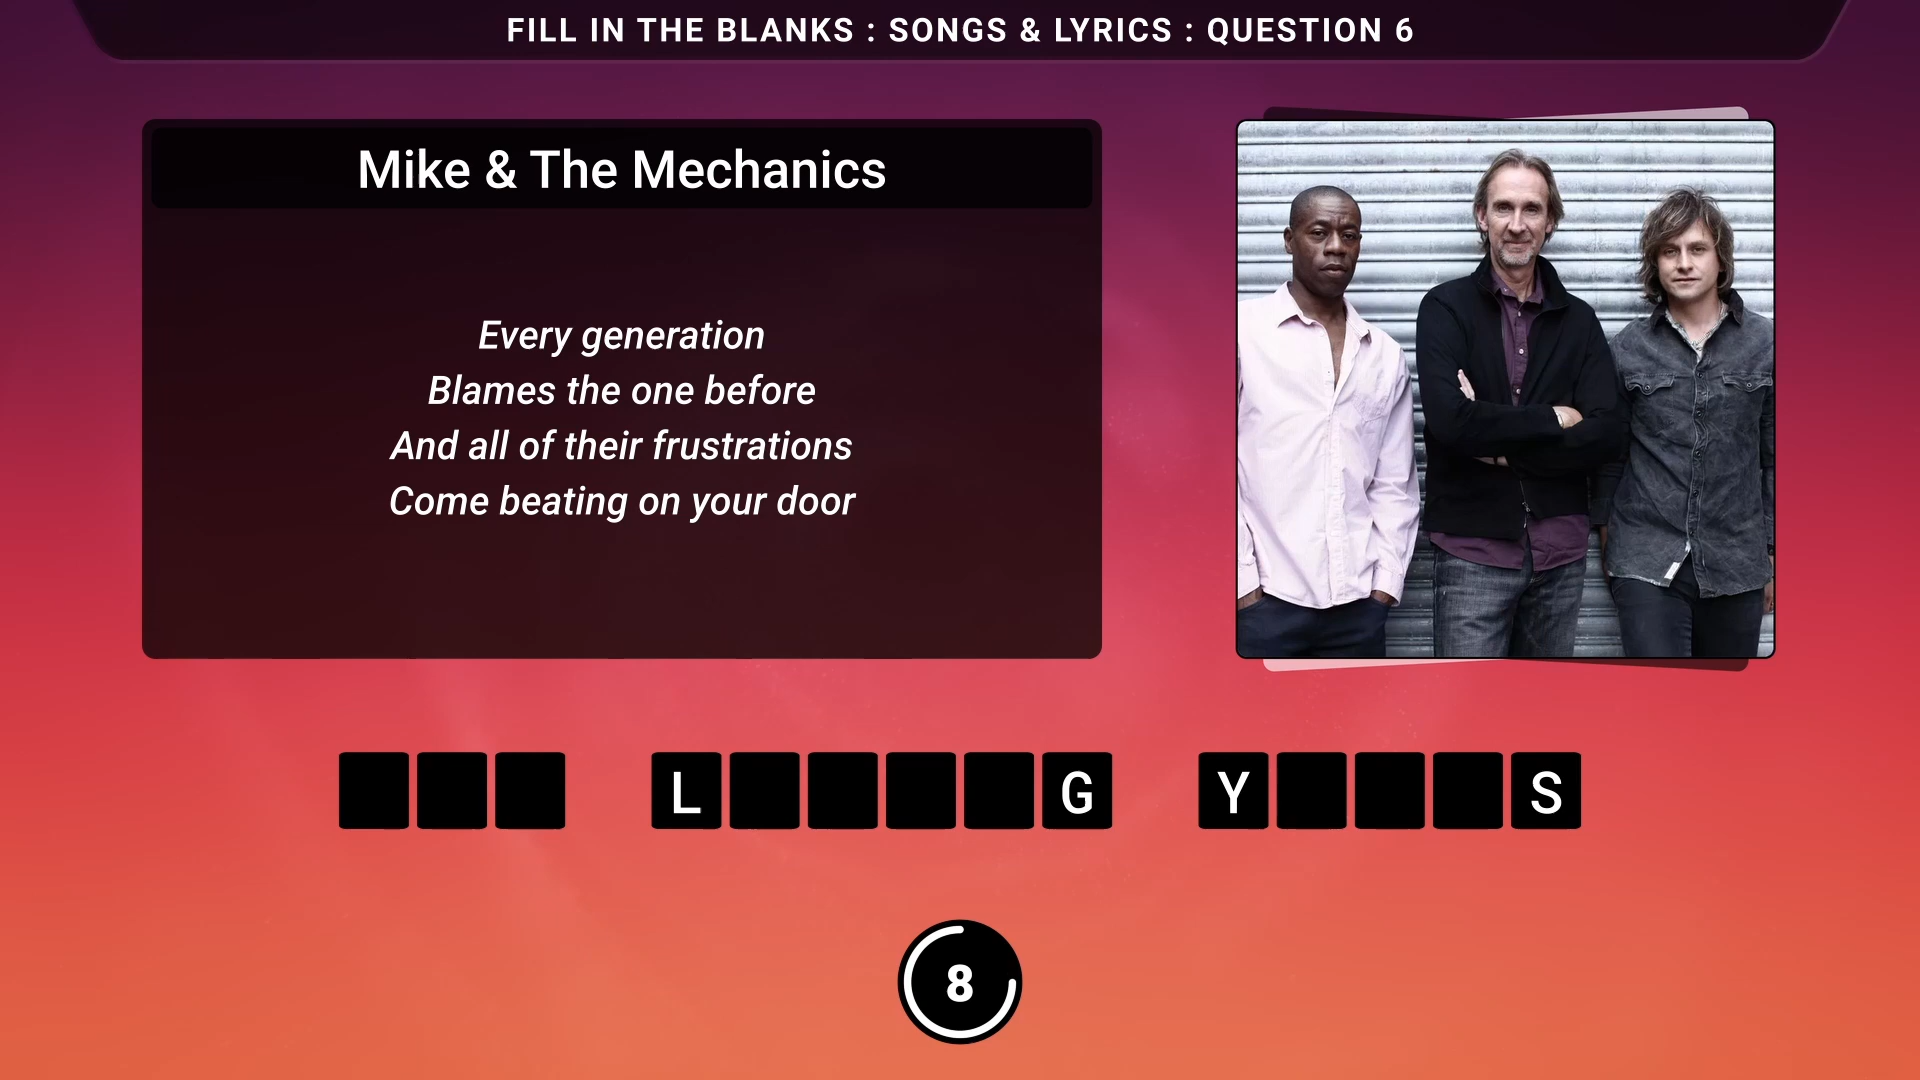 FILL IN THE BLANKS : SONGS & LYRICS : QUESTION 6
Mike & The Mechanics
Every generation
Blames the one before
And all of their frustrations
Come beating on your door
L G Y S
8